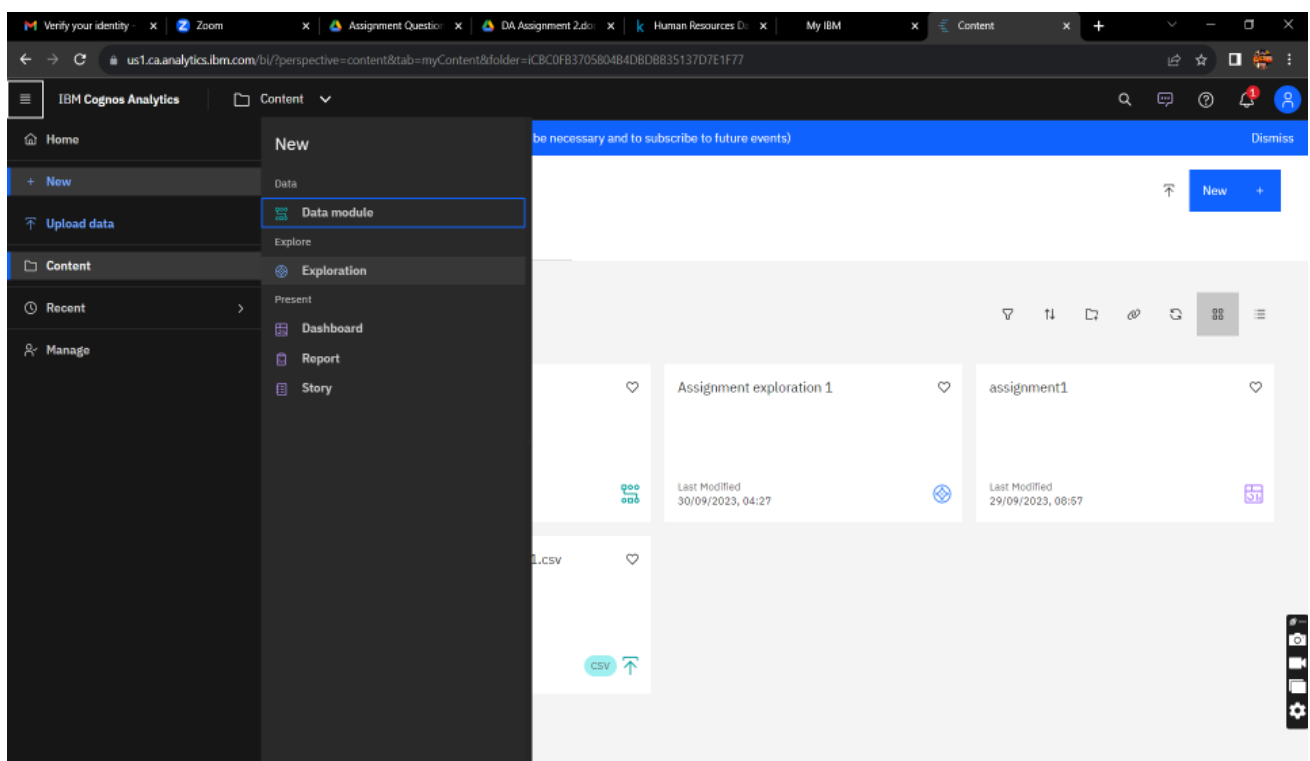 Verify your identity -
Zoom
Assignment Question
DA Assignment 2.do
Human Resources Da
My IBM
Content
us1.ca.analytics.ibm.com/bi/?perspective=content&tab=myContent&folder=iCBC0FB3705804B4DBDBB35137D7E1F77
IBM Cognos Analytics
Content
1
Home
New
be necessary and to subscribe to future events)
Dismiss
+ New
Data
New +
Data module
Upload data
Explore
Content
Exploration
Recent
Present
Dashboard
Manage
Report
Story
Assignment exploration 1
assignment1
Last Modified
30/09/2023, 04:27
Last Modified
29/09/2023, 08:57
1.csv
CSV